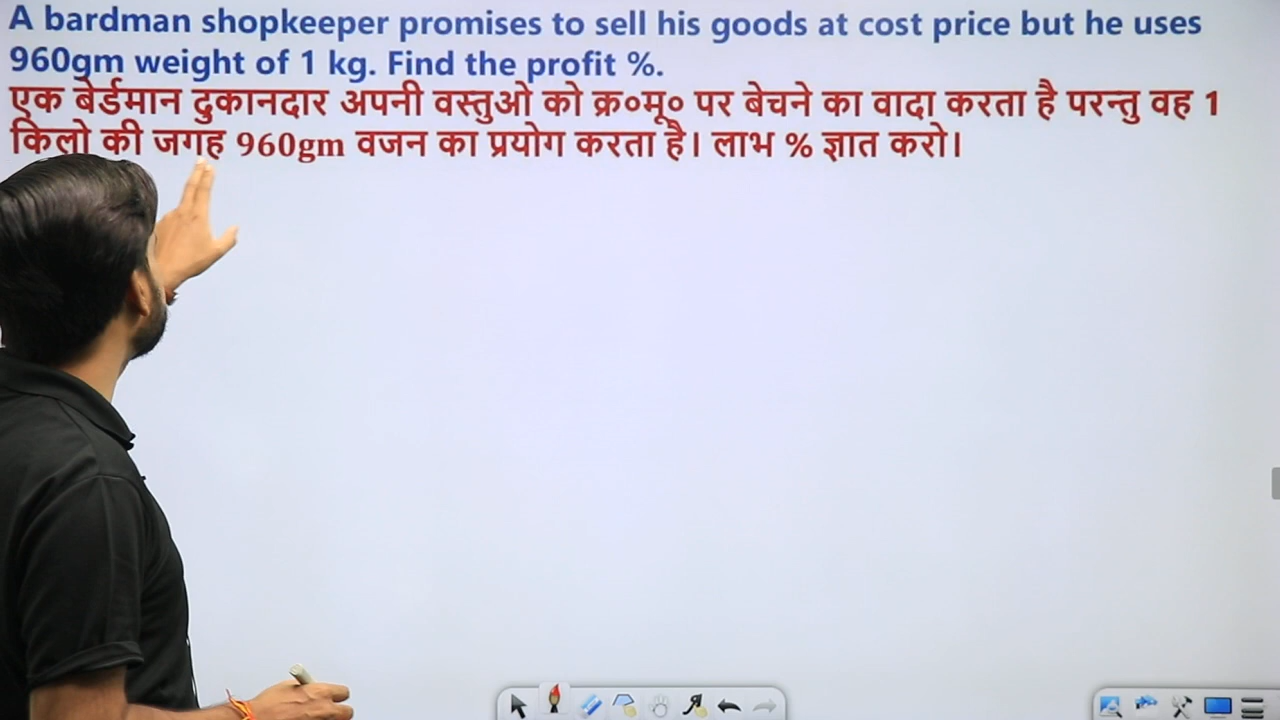 A bardman shopkeeper promises to sell his goods at cost price but he uses
960gm weight of 1 kg. Find the profit %.
एक बेर्डमान दुकानदार अपनी वस्तुओ को क्र०मू० पर बेचने का वादा करता है परन्तु वह 1
किलो की जगह 960gm वजन का प्रयोग करता है। लाभ % ज्ञात करो।